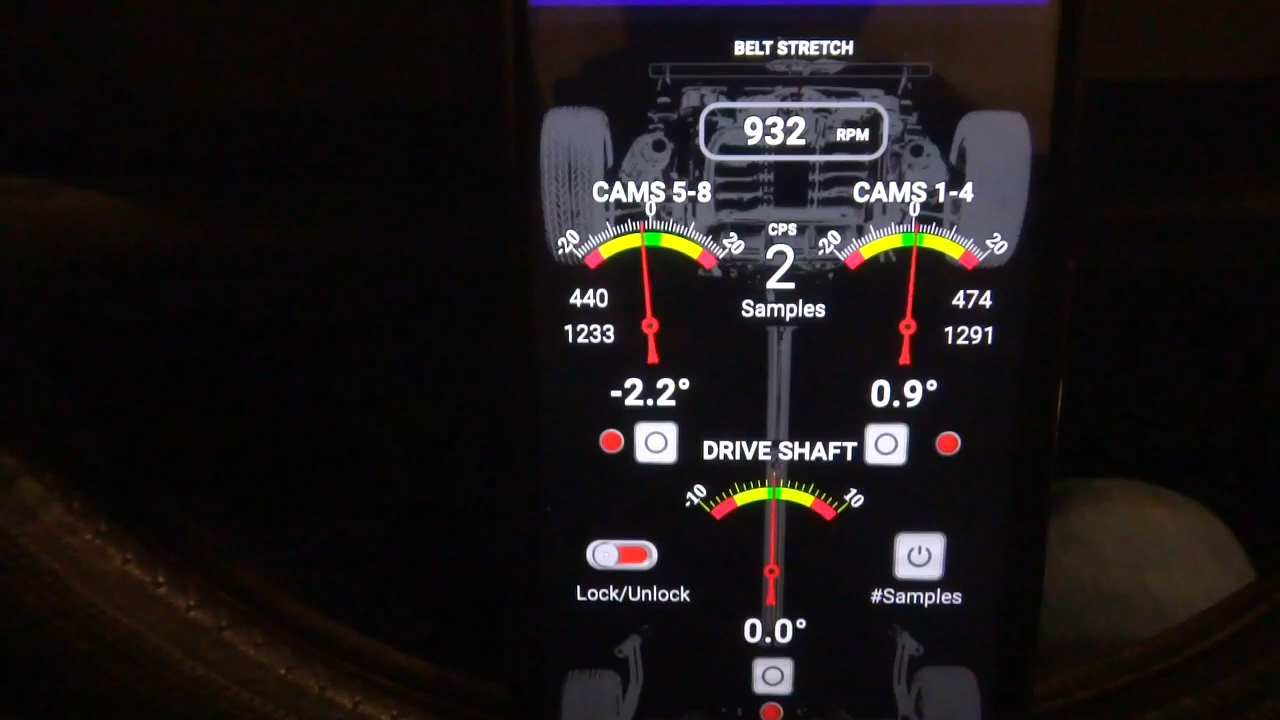 BELT STRETCH
932 RPM
CAMS 5-8
CAMS 1-4
0
0
-20
20
CPS
-20
20
2
Samples
440
474
1233
1291
-2.2°
0.9°
DRIVE SHAFT
-10
10
Lock/Unlock
#Samples
0.0°